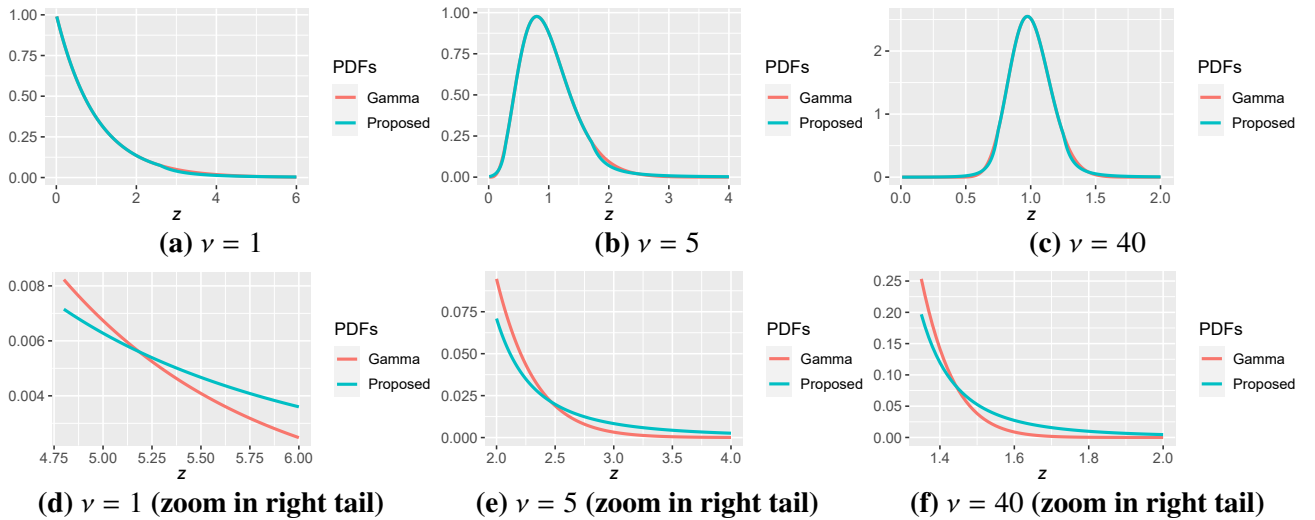 1.00
0.75
0.50
0.25
0.00
0 2 4 6
z
PDFs
Gamma
Proposed
(a) ν = 1
1.00
0.75
0.50
0.25
0.00
0 1 2 3 4
z
PDFs
Gamma
Proposed
(b) ν = 5
2
1
0
0.0 0.5 1.0 1.5 2.0
z
PDFs
Gamma
Proposed
(c) ν = 40
0.008
0.006
0.004
4.75 5.00 5.25 5.50 5.75 6.00
z
PDFs
Gamma
Proposed
(d) ν = 1 (zoom in right tail)
0.075
0.050
0.025
0.000
2.0 2.5 3.0 3.5 4.0
z
PDFs
Gamma
Proposed
(e) ν = 5 (zoom in right tail)
0.25
0.20
0.15
0.10
0.05
0.00
1.4 1.6 1.8 2.0
z
PDFs
Gamma
Proposed
(f) ν = 40 (zoom in right tail)